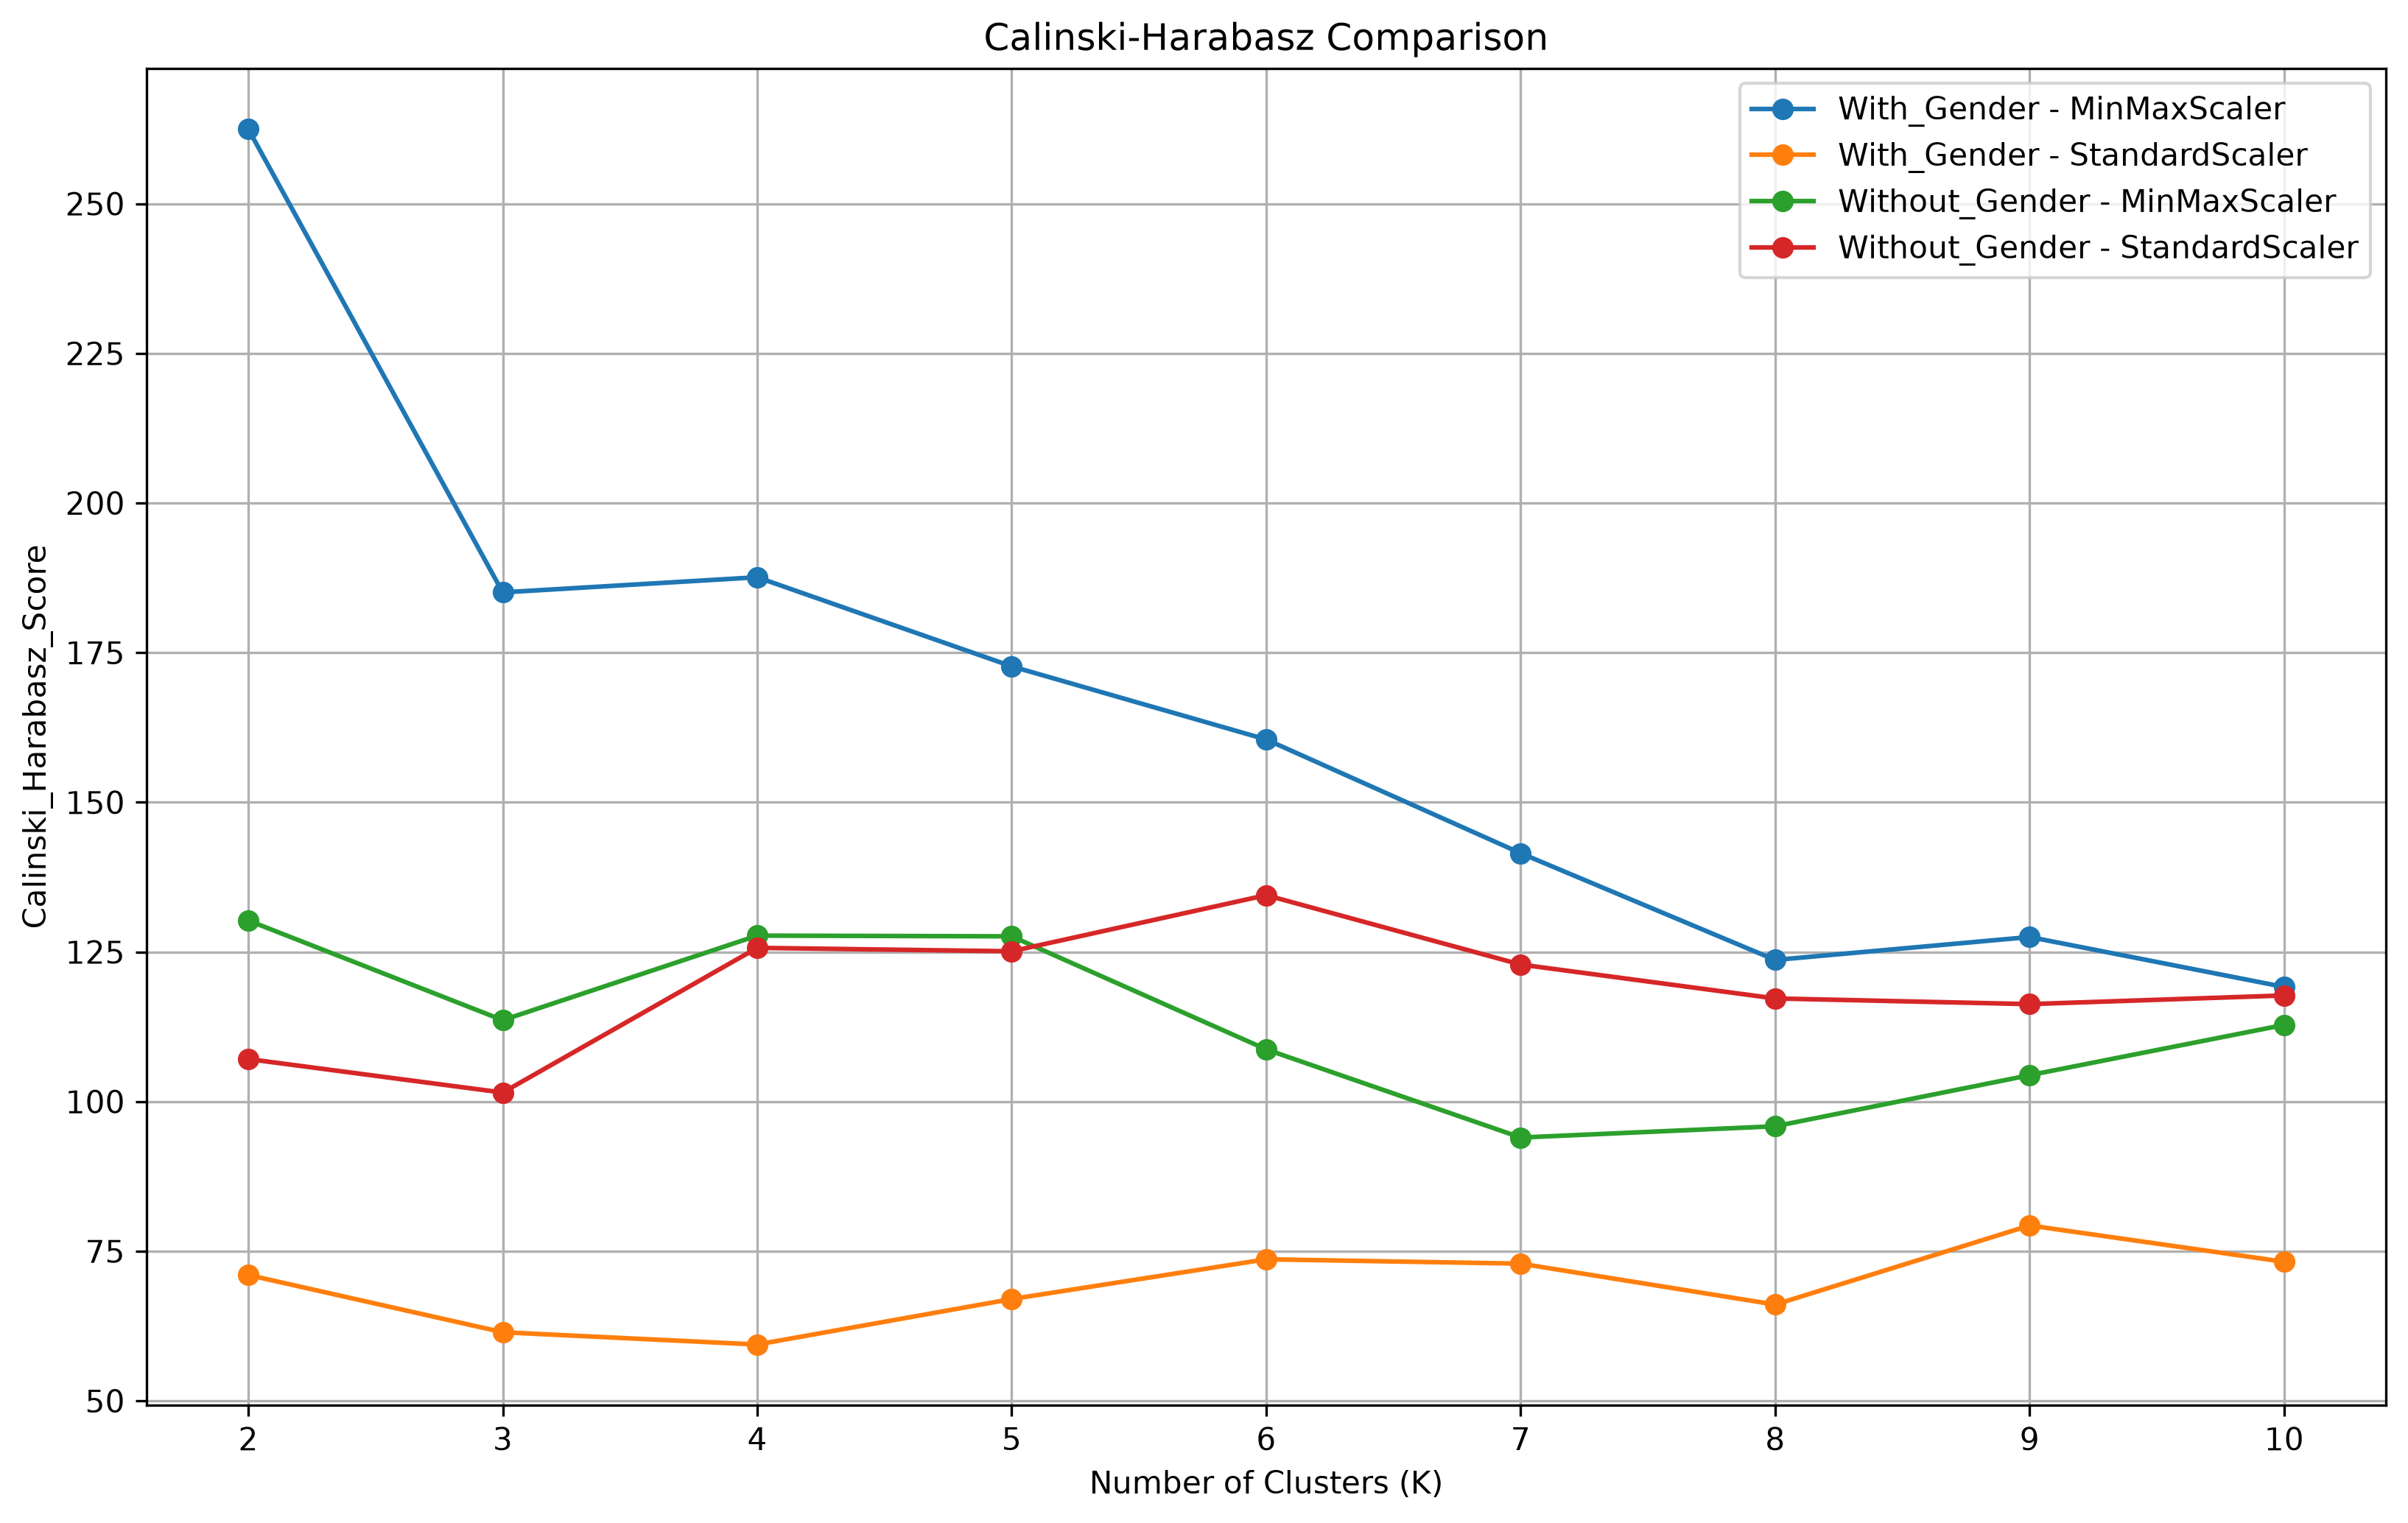 Calinski-Harabasz Comparison
With_Gender - MinMaxScaler
With_Gender - StandardScaler
Without_Gender - MinMaxScaler
Without_Gender - StandardScaler
Calinski_Harabasz_Score
250
225
200
175
150
125
100
75
50
2 3 4 5 6 7 8 9 10
Number of Clusters (K)